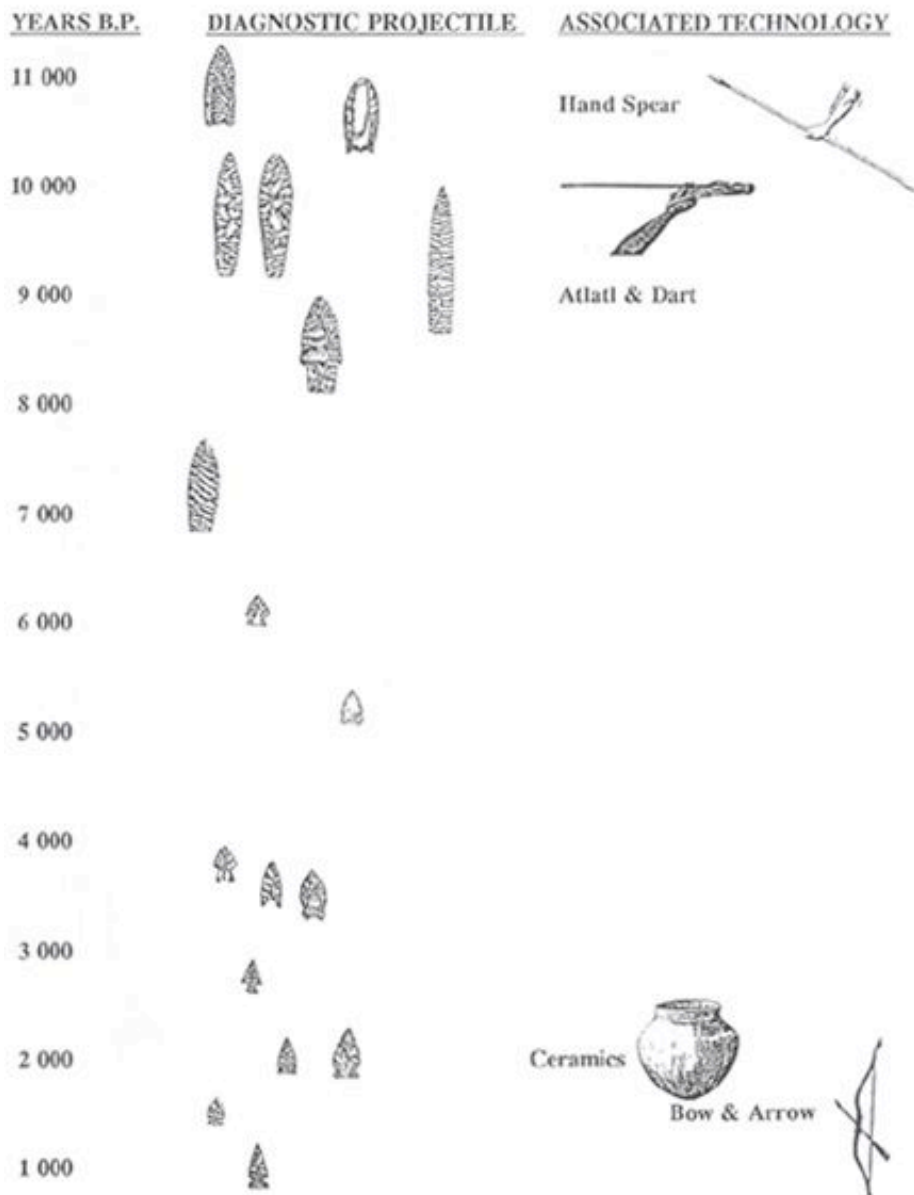 YEARS B.P. DIAGNOSTIC PROJECTILE ASSOCIATED TECHNOLOGY
11 000
Hand Spear
10 000
9 000
Atlatl & Dart
8 000
7 000
6 000
5 000
4 000
3 000
2 000
Ceramics
Bow & Arrow
1 000